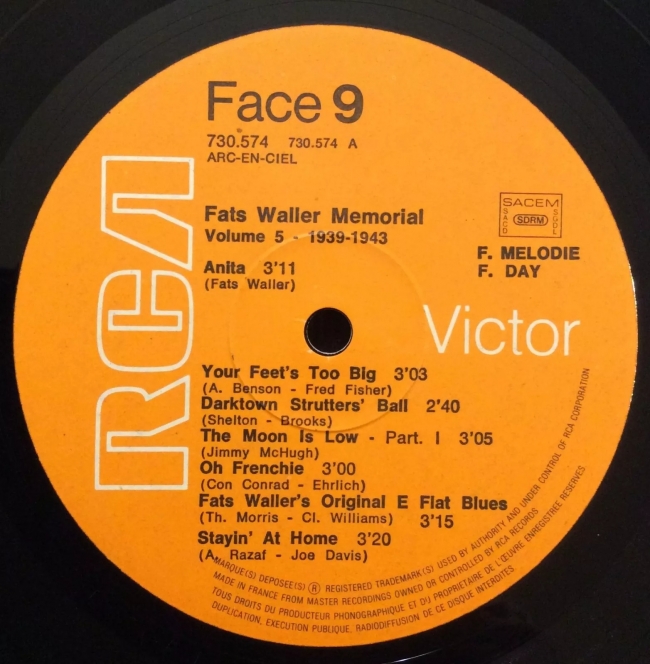 Face 9
730.574 730.574 A
ARC-EN-CIEL
RCA
Fats Waller Memorial
Volume 5 - 1939-1943
SACEM
SACD
SDRM
SGDL
F. MELODIE
F. DAY
Anita 3'11
(Fats Waller)
Victor
Your Feet's Too Big 3'03
(A. Benson - Fred Fisher)
Darktown Strutters' Ball 2'40
(Shelton - Brooks)
The Moon Is Low - Part. I 3'05
(Jimmy McHugh)
Oh Frenchie 3'00
(Con Conrad - Ehrlich)
Fats Waller's Original E Flat Blues
(Th. Morris - Cl. Williams) 3'15
Stayin' At Home 3'20
(A. Razaf - Joe Davis)
MARQUE(S) DEPOSEE(S) ® REGISTERED TRADEMARK(S) USED BY AUTHORITY AND UNDER CONTROL OF RCA CORPORATION
MADE IN FRANCE FROM MASTER RECORDINGS OWNED OR CONTROLLED BY RCA RECORDS
TOUS DROITS DU PRODUCTEUR PHONOGRAPHIQUE ET DU PROPRIETAIRE DE L'ŒUVRE ENREGISTREE RESERVES
DUPLICATION, EXECUTION PUBLIQUE, RADIODIFFUSION DE CE DISQUE INTERDITES.